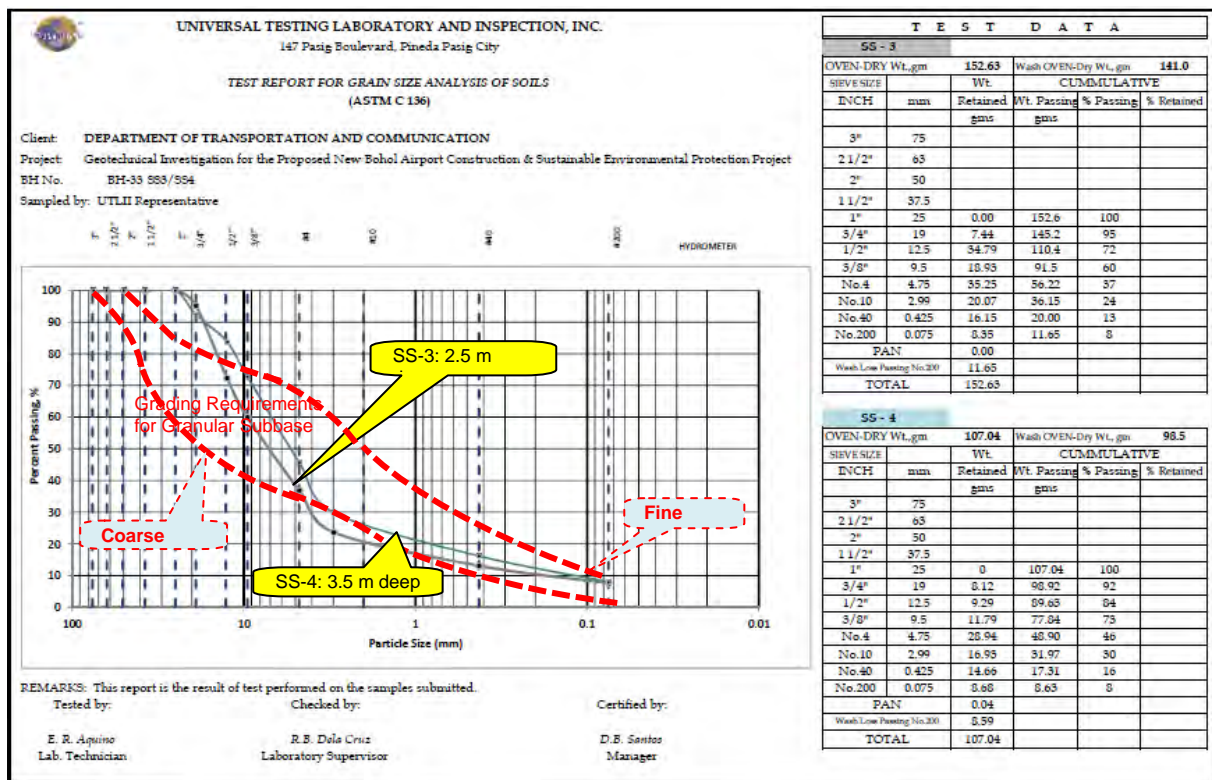 UNIVERSAL TESTING LABORATORY AND INSPECTION, INC.
147 Pasig Boulevard, Pineda Pasig City
TEST REPORT FOR GRAIN SIZE ANALYSIS OF SOILS
(ASTM C 136)
Client: DEPARTMENT OF TRANSPORTATION AND COMMUNICATION
Project: Geotechnical Investigation for the Proposed New Bohol Airport Construction & Sustainable Environmental Protection Project
BH No. BH-33 SS3/SS4
Sampled by: UTLII Representative
3" 2 1/2" 2" 1 1/2" 1" 3/4" 1/2" 3/8" #4 #10 #40 #200 HYDROMETER
Percent Passing, %
100
90
80
70
60
50
40
30
20
10
0
SS-3: 2.5 m
Grading Requirements
for Granular Subbase
Coarse
Fine
SS-4: 3.5 m deep
100 10 1 0.1 0.01
Particle Size (mm)
REMARKS: This report is the result of test performed on the samples submitted.
Tested by: Checked by: Certified by:
E. R. Aquino R.B. Dela Cruz D.B. Santos
Lab. Technician Laboratory Supervisor Manager
T E S T D A T A
SS - 3
OVEN-DRY Wt.,gm 152.63 Wash OVEN-Dry Wt., gm 141.0
SIEVE SIZE Wt. CUMMULATIVE
INCH mm Retained Wt. Passing % Passing % Retained
gms gms
3" 75
2 1/2" 63
2" 50
1 1/2" 37.5
1" 25 0.00 152.6 100
3/4" 19 7.44 145.2 95
1/2" 12.5 34.79 110.4 72
3/8" 9.5 18.93 91.5 60
No.4 4.75 35.25 56.22 37
No.10 2.99 20.07 36.15 24
No.40 0.425 16.15 20.00 13
No.200 0.075 8.35 11.65 8
PAN 0.00
Wash Loss Passing No.200 11.65
TOTAL 152.63
SS - 4
OVEN-DRY Wt.,gm 107.04 Wash OVEN-Dry Wt., gm 98.5
SIEVE SIZE Wt. CUMMULATIVE
INCH mm Retained Wt. Passing % Passing % Retained
gms gms
3" 75
2 1/2" 63
2" 50
1 1/2" 37.5
1" 25 0 107.04 100
3/4" 19 8.12 98.92 92
1/2" 12.5 9.29 89.63 84
3/8" 9.5 11.79 77.84 73
No.4 4.75 28.94 48.90 46
No.10 2.99 16.93 31.97 30
No.40 0.425 14.66 17.31 16
No.200 0.075 8.68 8.63 8
PAN 0.04
Wash Loss Passing No.200 8.59
TOTAL 107.04